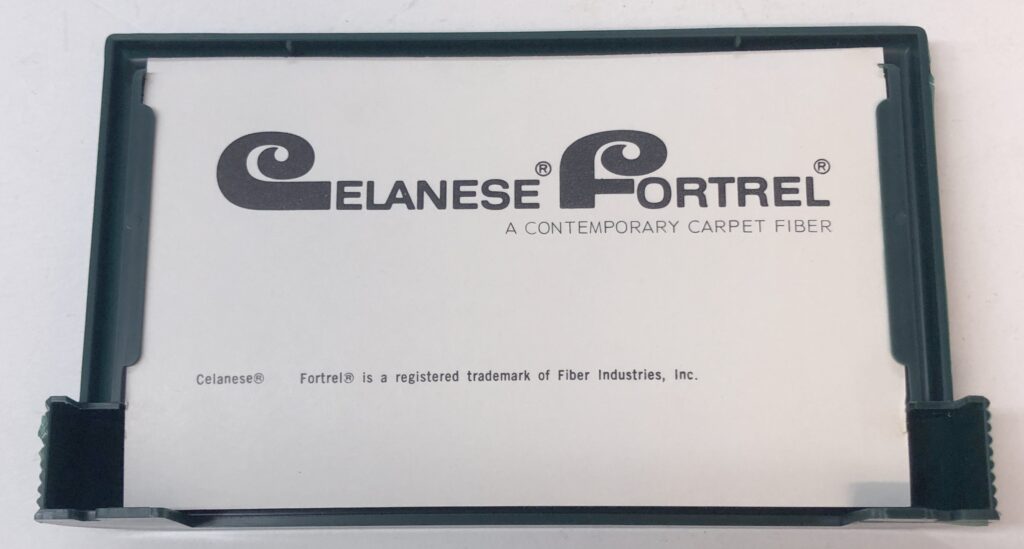 CELANESE® FORTREL®
A CONTEMPORARY CARPET FIBER
Celanese® Fortrel® is a registered trademark of Fiber Industries, Inc.